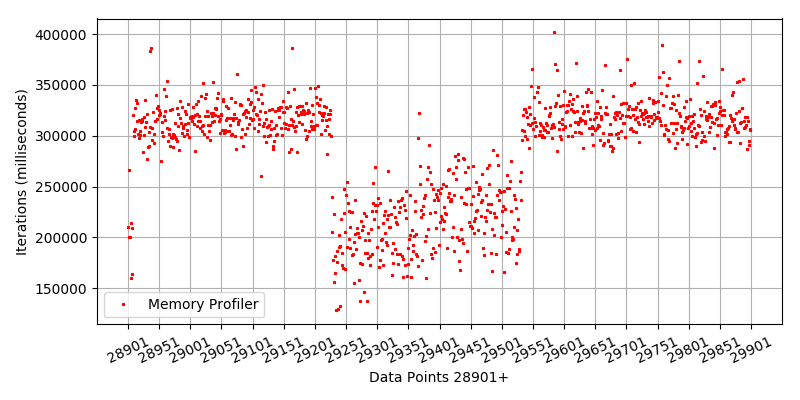 400000
350000
300000
250000
200000
150000
Iterations (milliseconds)
Memory Profiler
28901 28951 29001 29051 29101 29151 29201 29251 29301 29351 29401 29451 29501 29551 29601 29651 29701 29751 29801 29851 29901
Data Points 28901+